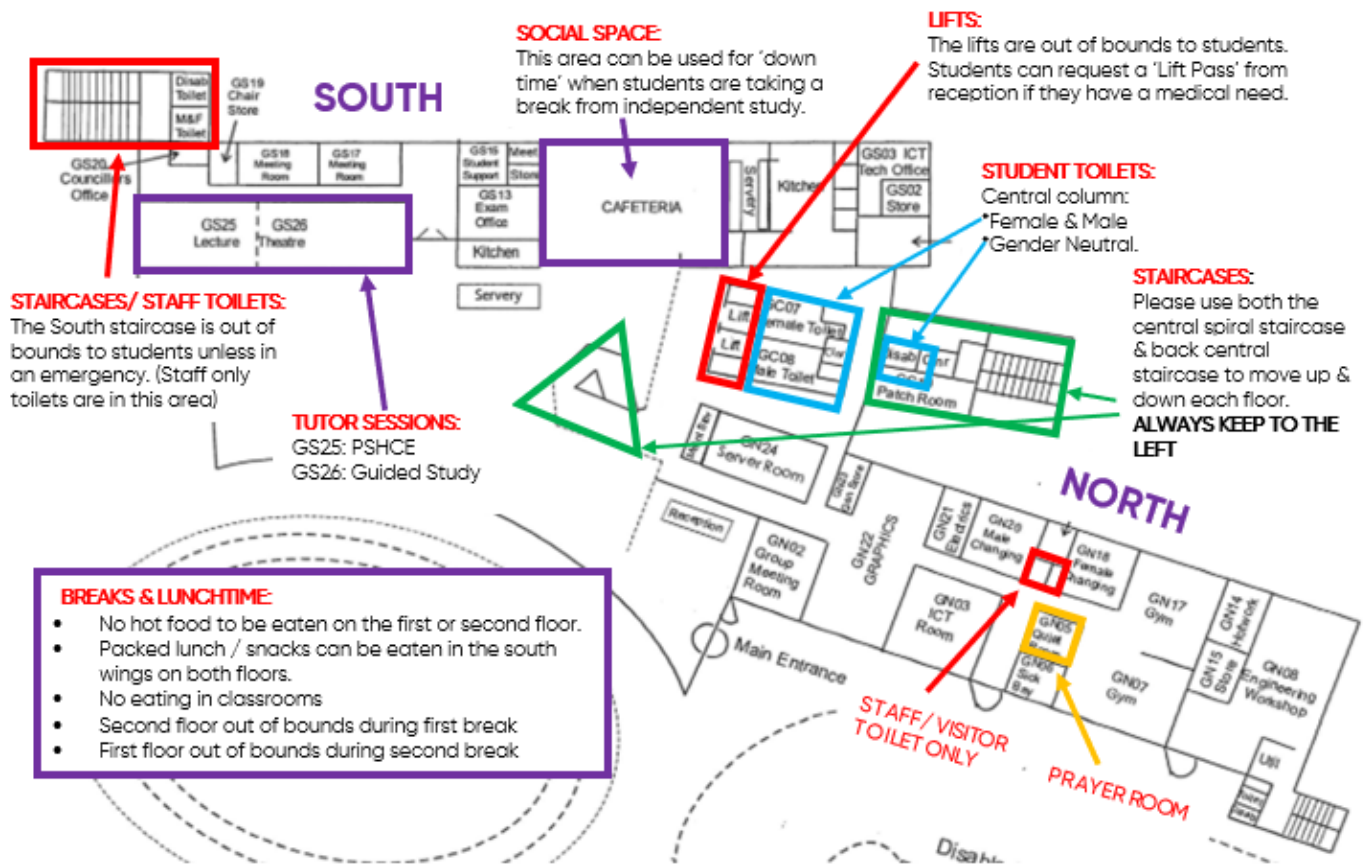 SOCIAL SPACE:
This area can be used for ‘down
time’ when students are taking a
break from independent study.
LIFTS:
The lifts are out of bounds to students.
Students can request a ‘Lift Pass’ from
reception if they have a medical need.
SOUTH
Disab
Toilet
M&F
Toilet
GS19
Chair
Store
GS20
Councillors
Office
GS18
Meeting
Room
GS17
Meeting
Room
Student
Support
Meet
Store
GS13
Exam
Office
Kitchen
Servery
CAFETERIA
Servery
Kitchen
GS03 ICT
Tech Office
GS02
Store
GS25
Lecture
GS26
Theatre
STUDENT TOILETS:
Central column:
*Female & Male
*Gender Neutral.
STAIRCASES/ STAFF TOILETS:
The South staircase is out of
bounds to students unless in
an emergency. (Staff only
toilets are in this area)
TUTOR SESSIONS:
GS25: PSHCE
GS26: Guided Study
STAIRCASES:
Please use both the
central spiral staircase
& back central
staircase to move up &
down each floor.
ALWAYS KEEP TO THE
LEFT
Lift
Lift
GC07
Female Toilet
GC08
Male Toilet
Patch Room
NORTH
GN24
Server Room
Reception
GN02
Group
Meeting
Room
GN22
GRAPHICS
GN21
Electrics
GN20
Male
Changing
GN18
Female
Changing
GN03
ICT
Room
GN05
Quiet
GN06
Sick
Bay
GN17
Gym
GN07
Gym
GN14
GN15
Store
GN08
Engineering
Workshop
Main Entrance
STAFF/ VISITOR
TOILET ONLY
PRAYER ROOM
BREAKS & LUNCHTIME:
• No hot food to be eaten on the first or second floor.
• Packed lunch / snacks can be eaten in the south
wings on both floors.
• No eating in classrooms
• Second floor out of bounds during first break
• First floor out of bounds during second break